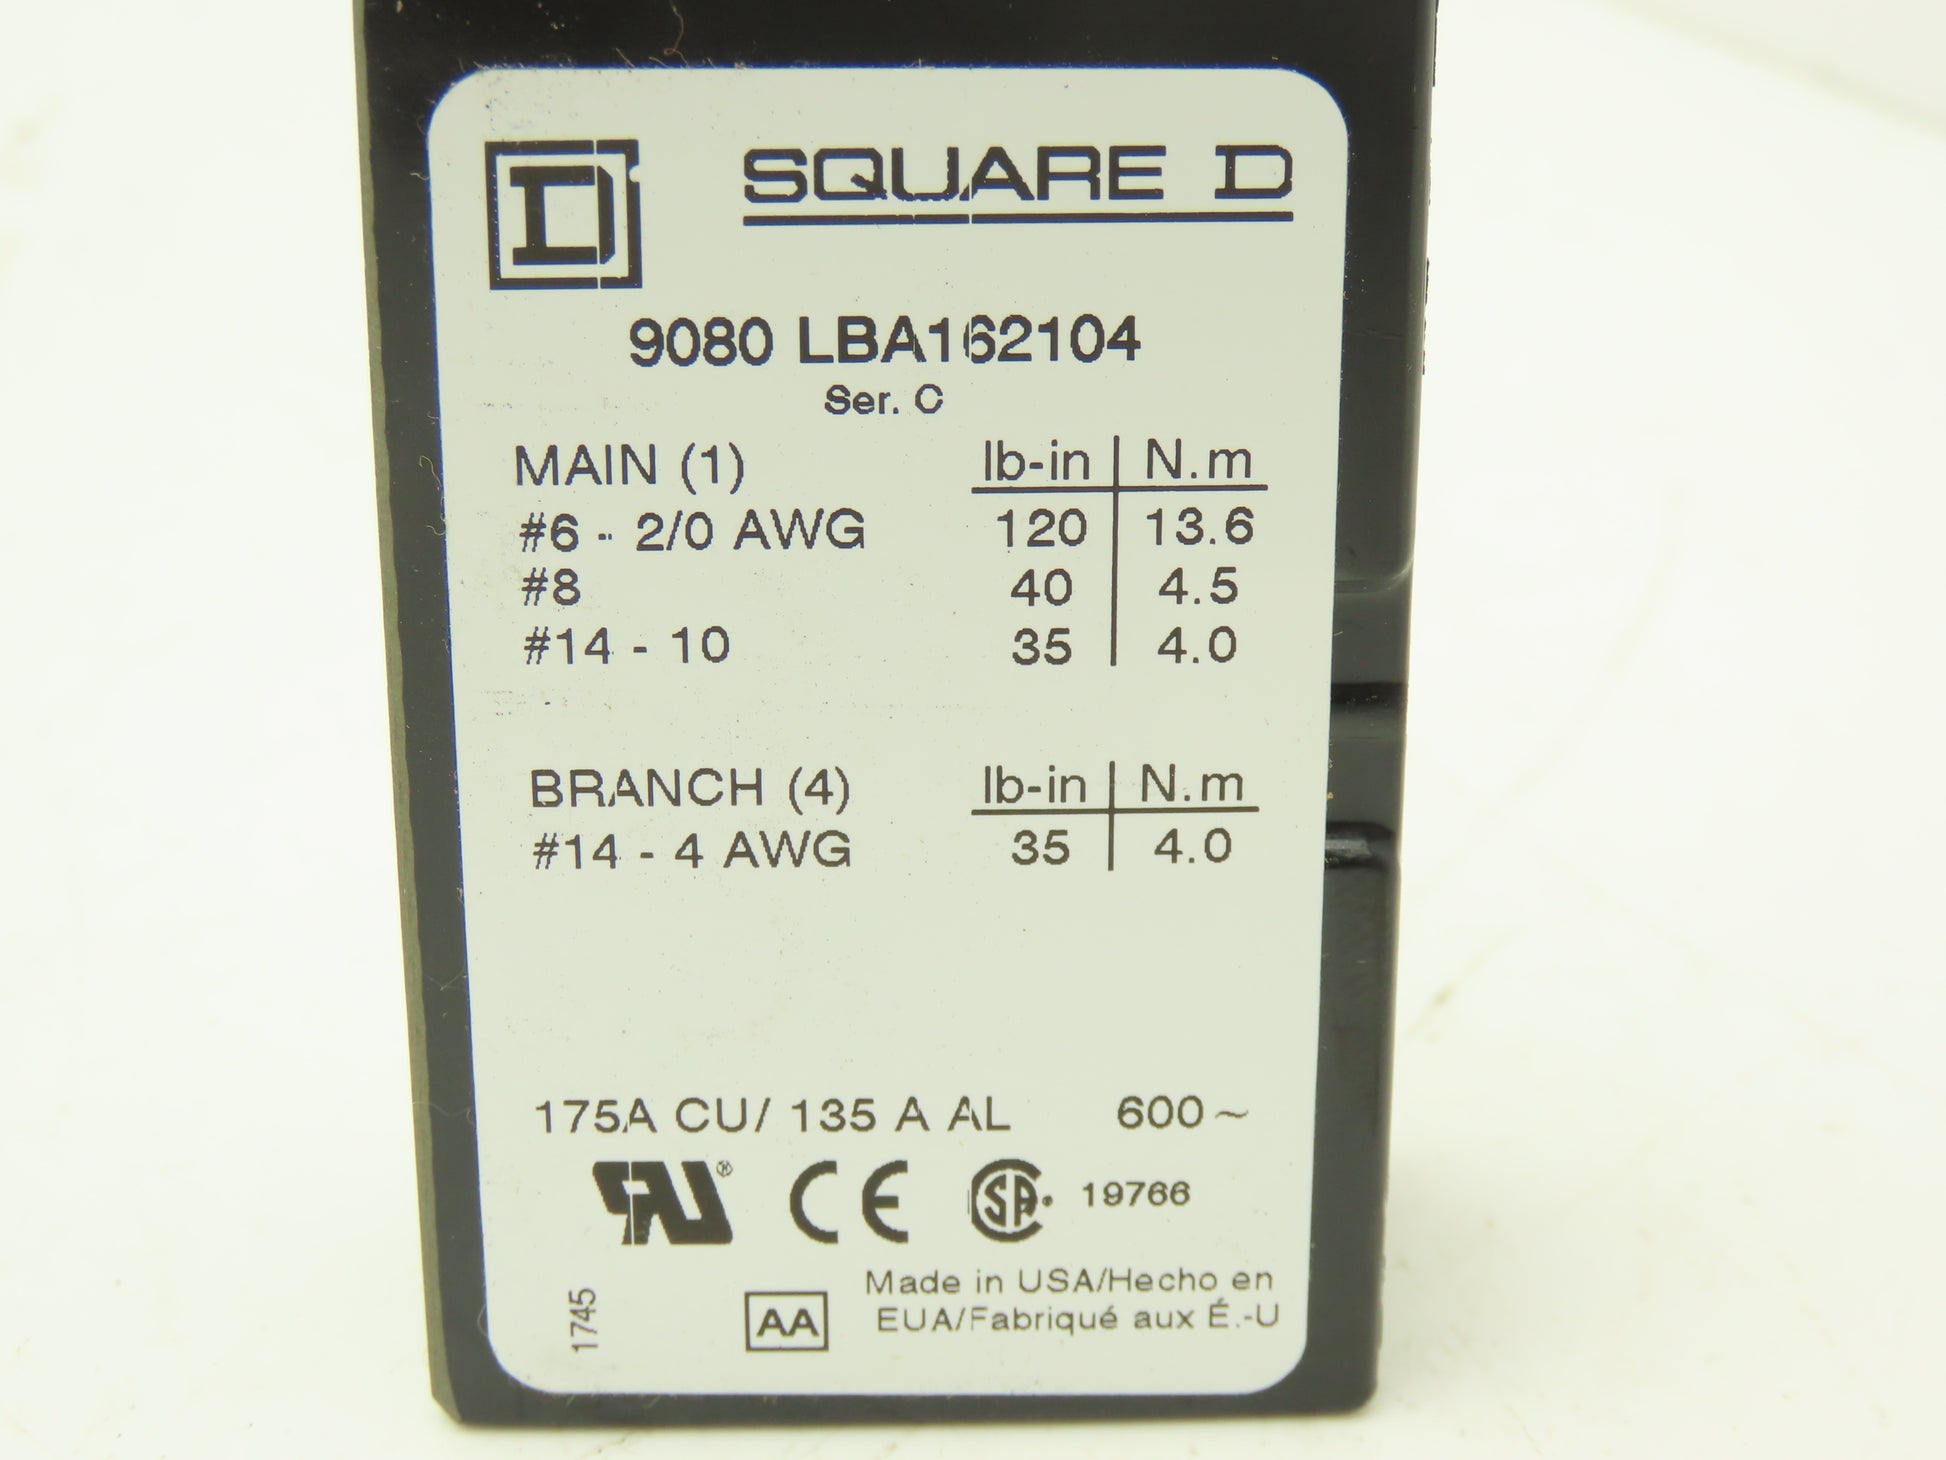 D SQUARE D
9080 LBA162104
Ser. C
MAIN (1) lb-in N.m
#6 - 2/0 AWG 120 13.6
#8 40 4.5
#14 - 10 35 4.0
BRANCH (4) lb-in N.m
#14 - 4 AWG 35 4.0
175A CU/ 135 A AL 600~
RU® CE SA® 19766
Made in USA/Hecho en
1745 AA EUA/Fabriqué aux É.-U